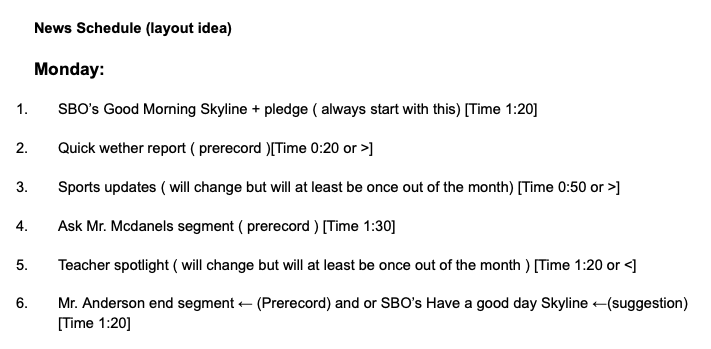 News Schedule (layout idea)
Monday:
1. SBO's Good Morning Skyline + pledge ( always start with this) [Time 1:20]
2. Quick wether report ( prerecord )[Time 0:20 or >]
3. Sports updates ( will change but will at least be once out of the month) [Time 0:50 or >]
4. Ask Mr. Mcdanels segment ( prerecord ) [Time 1:30]
5. Teacher spotlight ( will change but will at least be once out of the month ) [Time 1:20 or <]
6. Mr. Anderson end segment ← (Prerecord) and or SBO's Have a good day Skyline ←(suggestion)
[Time 1:20]